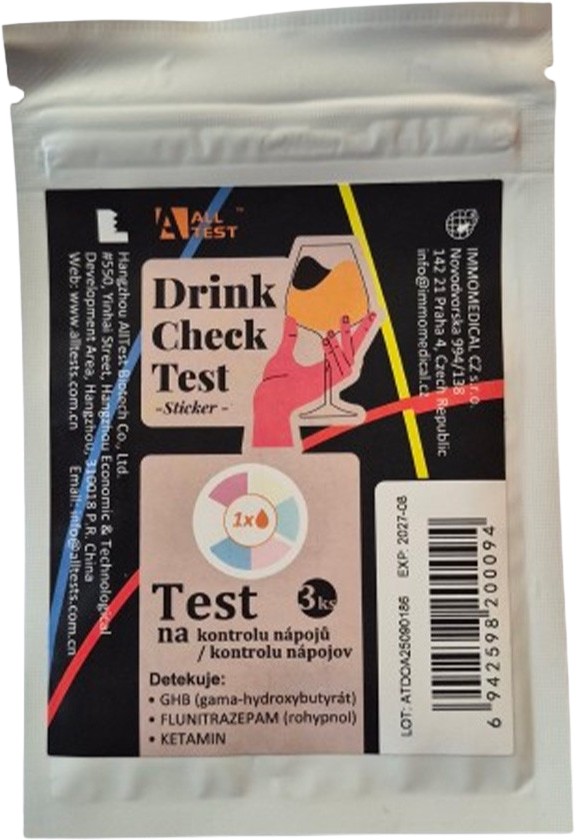 ALL
TEST™
Drink
Check
Test
-Sticker -
1x
Test
3ks
na kontrolu nápojů
/ kontrolu nápojov
Detekuje:
• GHB (gama-hydroxybutyrát)
• FLUNITRAZEPAM (rohypnol)
• KETAMIN
Hangzhou AllTest Biotech Co., Ltd.
#550, Yinhai Street, Hangzhou Economic & Technological
Development Area, Hangzhou, 310018 P.R. China
Web: www.alltests.com.cn Email: info@alltests.com.cn
IMMOMEDICAL CZ s.r.o.
Novodvorská 994/138
142 21 Praha 4, Czech Republic
info@immomedical.cz
LOT: ATDOA25090186 EXP: 2027-08
6 942598 200094